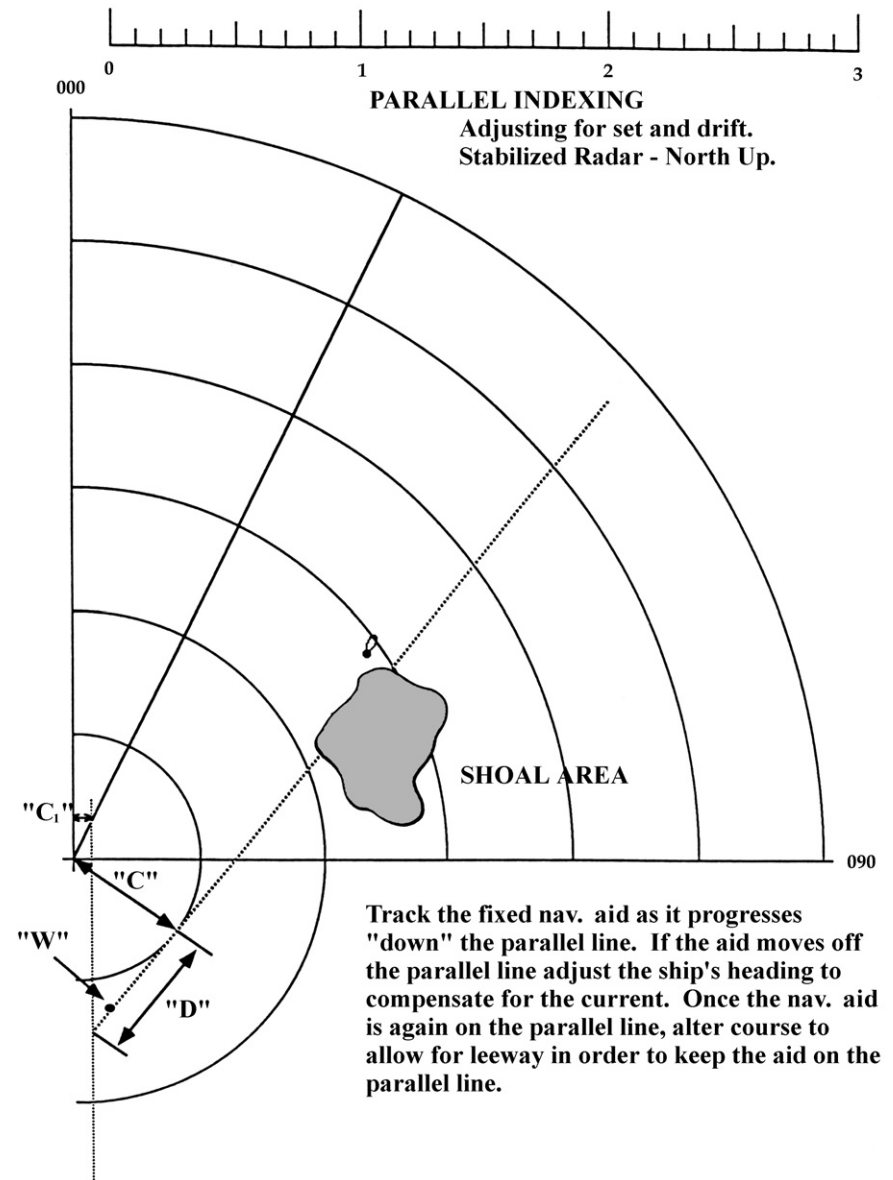 0 1 2 3
000
PARALLEL INDEXING
Adjusting for set and drift.
Stabilized Radar - North Up.
SHOAL AREA
"C₁"
090
"C"
"W"
"D"
Track the fixed nav. aid as it progresses
"down" the parallel line. If the aid moves off
the parallel line adjust the ship's heading to
compensate for the current. Once the nav. aid
is again on the parallel line, alter course to
allow for leeway in order to keep the aid on the
parallel line.